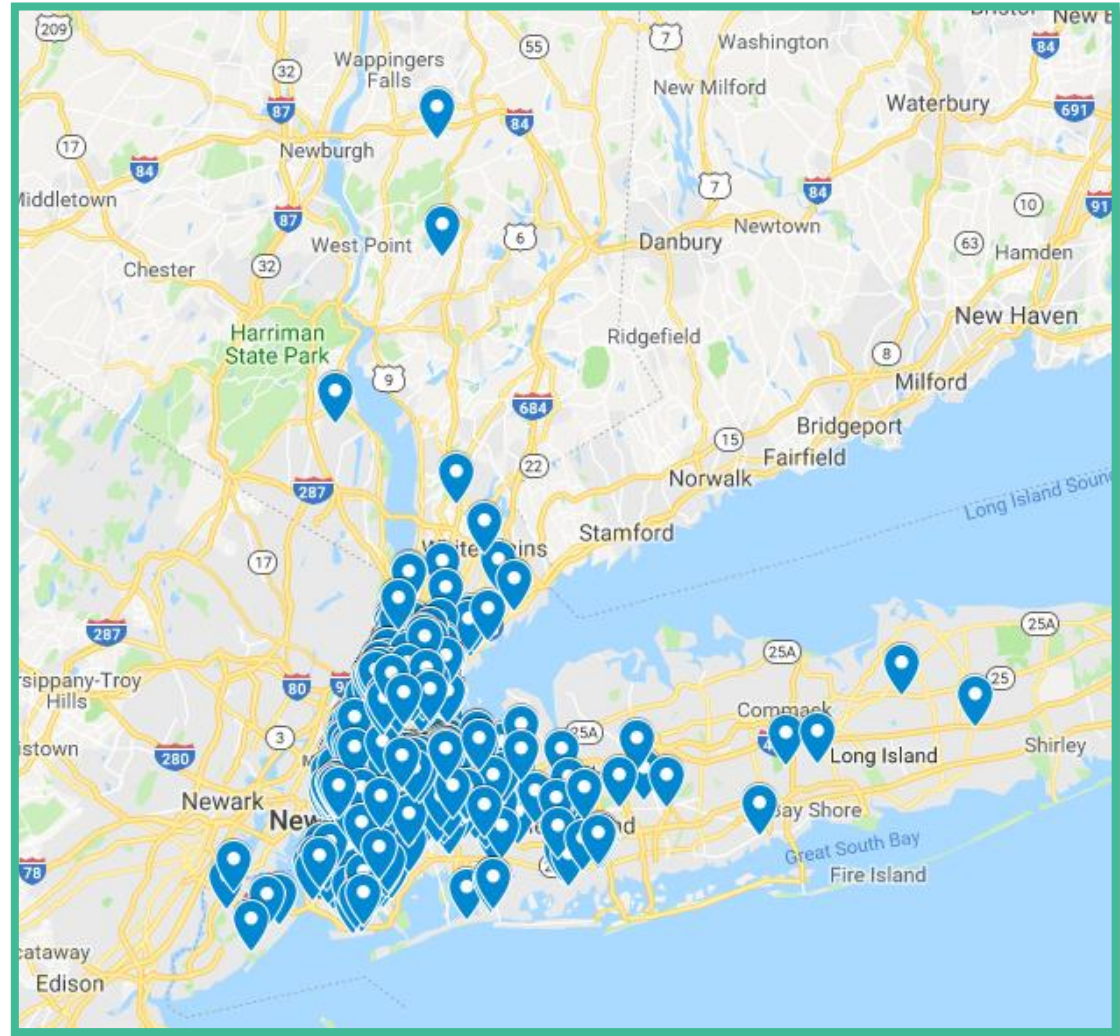 209
Wappingers
Falls
55
7
Washington
New
84
32
87
New Milford
Waterbury
691
17
Newburgh
84
84
7
84
91
Middletown
87
West Point
6
Danbury
Newtown
10
63
Hamden
Chester
32
New Haven
Harriman
State Park
9
Ridgefield
8
Milford
684
15
Bridgeport
Fairfield
287
22
Norwalk
Long Island Soun
Stamford
17
287
25A
25A
sippany-Troy
Hills
80
25
Commack
25A
istown
280
3
Long Island
Shirley
Newark
New
Bay Shore
78
Great South Bay
Fire Island
cataway
Edison